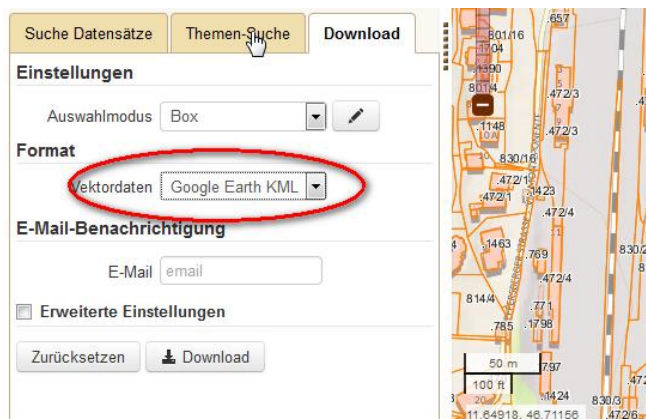 Suche Datensätze Themen-Suche Download
Einstellungen
Auswahlmodus Box
Format
Vektordaten Google Earth KML
E-Mail-Benachrichtigung
E-Mail email
Erweiterte Einstellungen
Zurücksetzen Download
.657
801/16
1704
.1390
801/4
.472/3
.1148
.472/3
830/16
.472/1
.472/1
1423
.472/4
.1463
.769
830/2
.472/4
814/4
.771
.785
.1798
50 m
797
100 ft
.1424
830/3
11.64918, 46.71156
.472/6